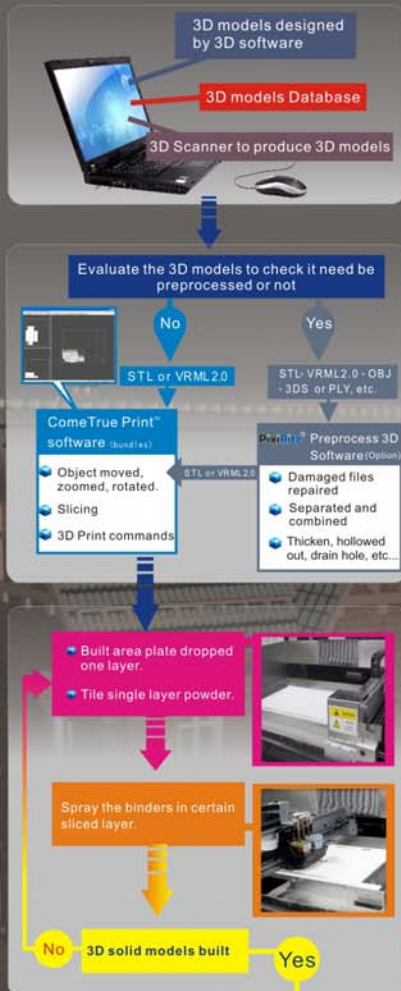 3D models designed
by 3D software
3D models Database
3D Scanner to produce 3D models
Evaluate the 3D models to check it need be
preprocessed or not
No
Yes
STL or VRML2.0
STL- VRML2.0 - OBJ
- 3DS or PLY, etc.
ComeTrue Print™
software (bundles)
Object moved,
zoomed, rotated.
Slicing
3D Print commands
STL or VRML2.0
Preprocess 3D
Software(Option)
Damaged files
repaired
Separated and
combined
Thicken, hollowed
out, drain hole, etc...
Built area plate dropped
one layer.
Tile single layer powder.
Spray the binders in certain
sliced layer.
No
3D solid models built
Yes